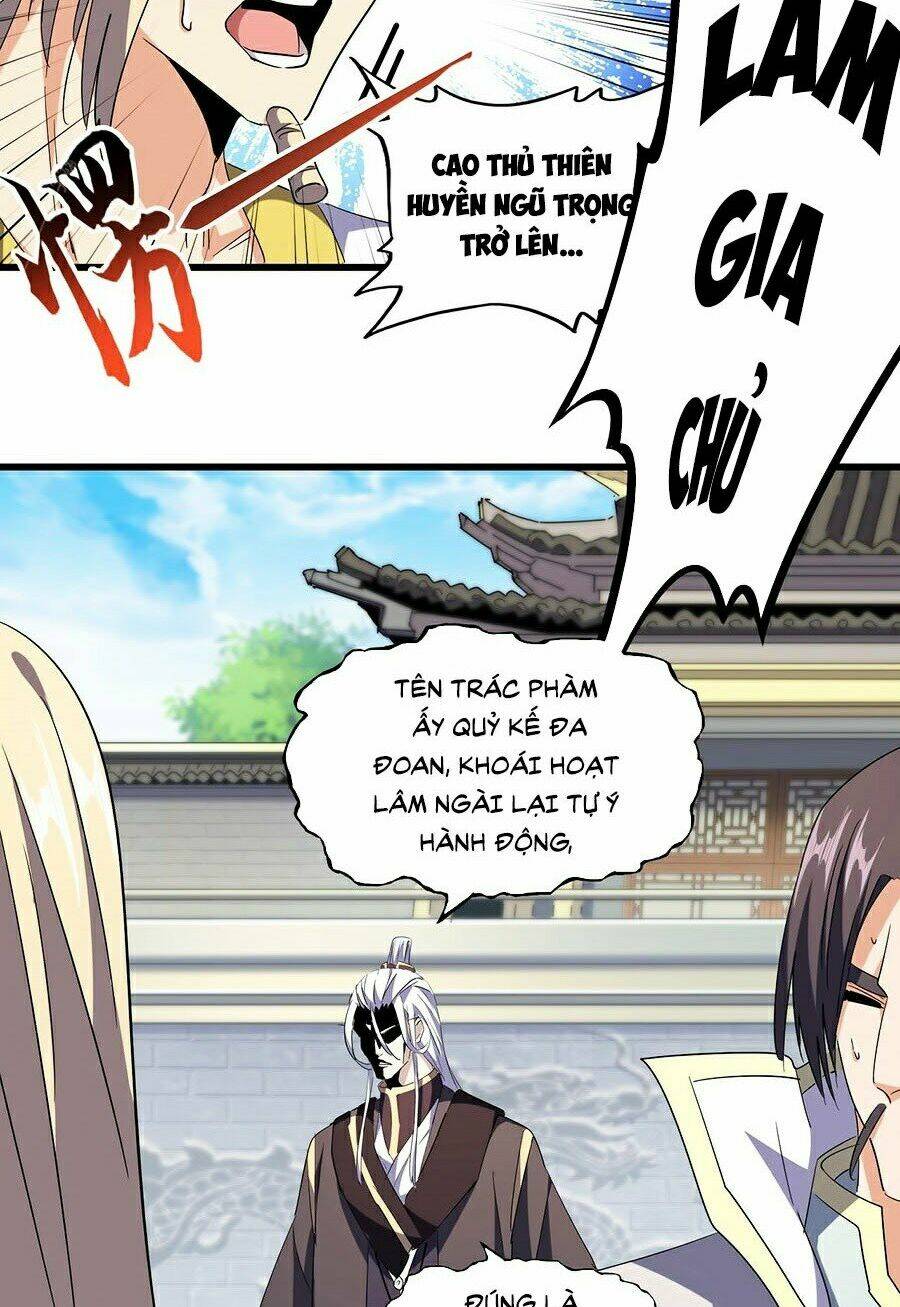 LÂM
GIA
CHỦ
CAO THỦ THIÊN
HUYỀN NGŨ TRỌNG
TRỞ LÊN...
愣
TÊN TRÁC PHÀM
ẤY QUỶ KẾ ĐA
ĐOAN, KHOÁI HOẠT
LÂM NGÀI LẠI TỰ Ý
HÀNH ĐỘNG,
ĐÚNG LÀ